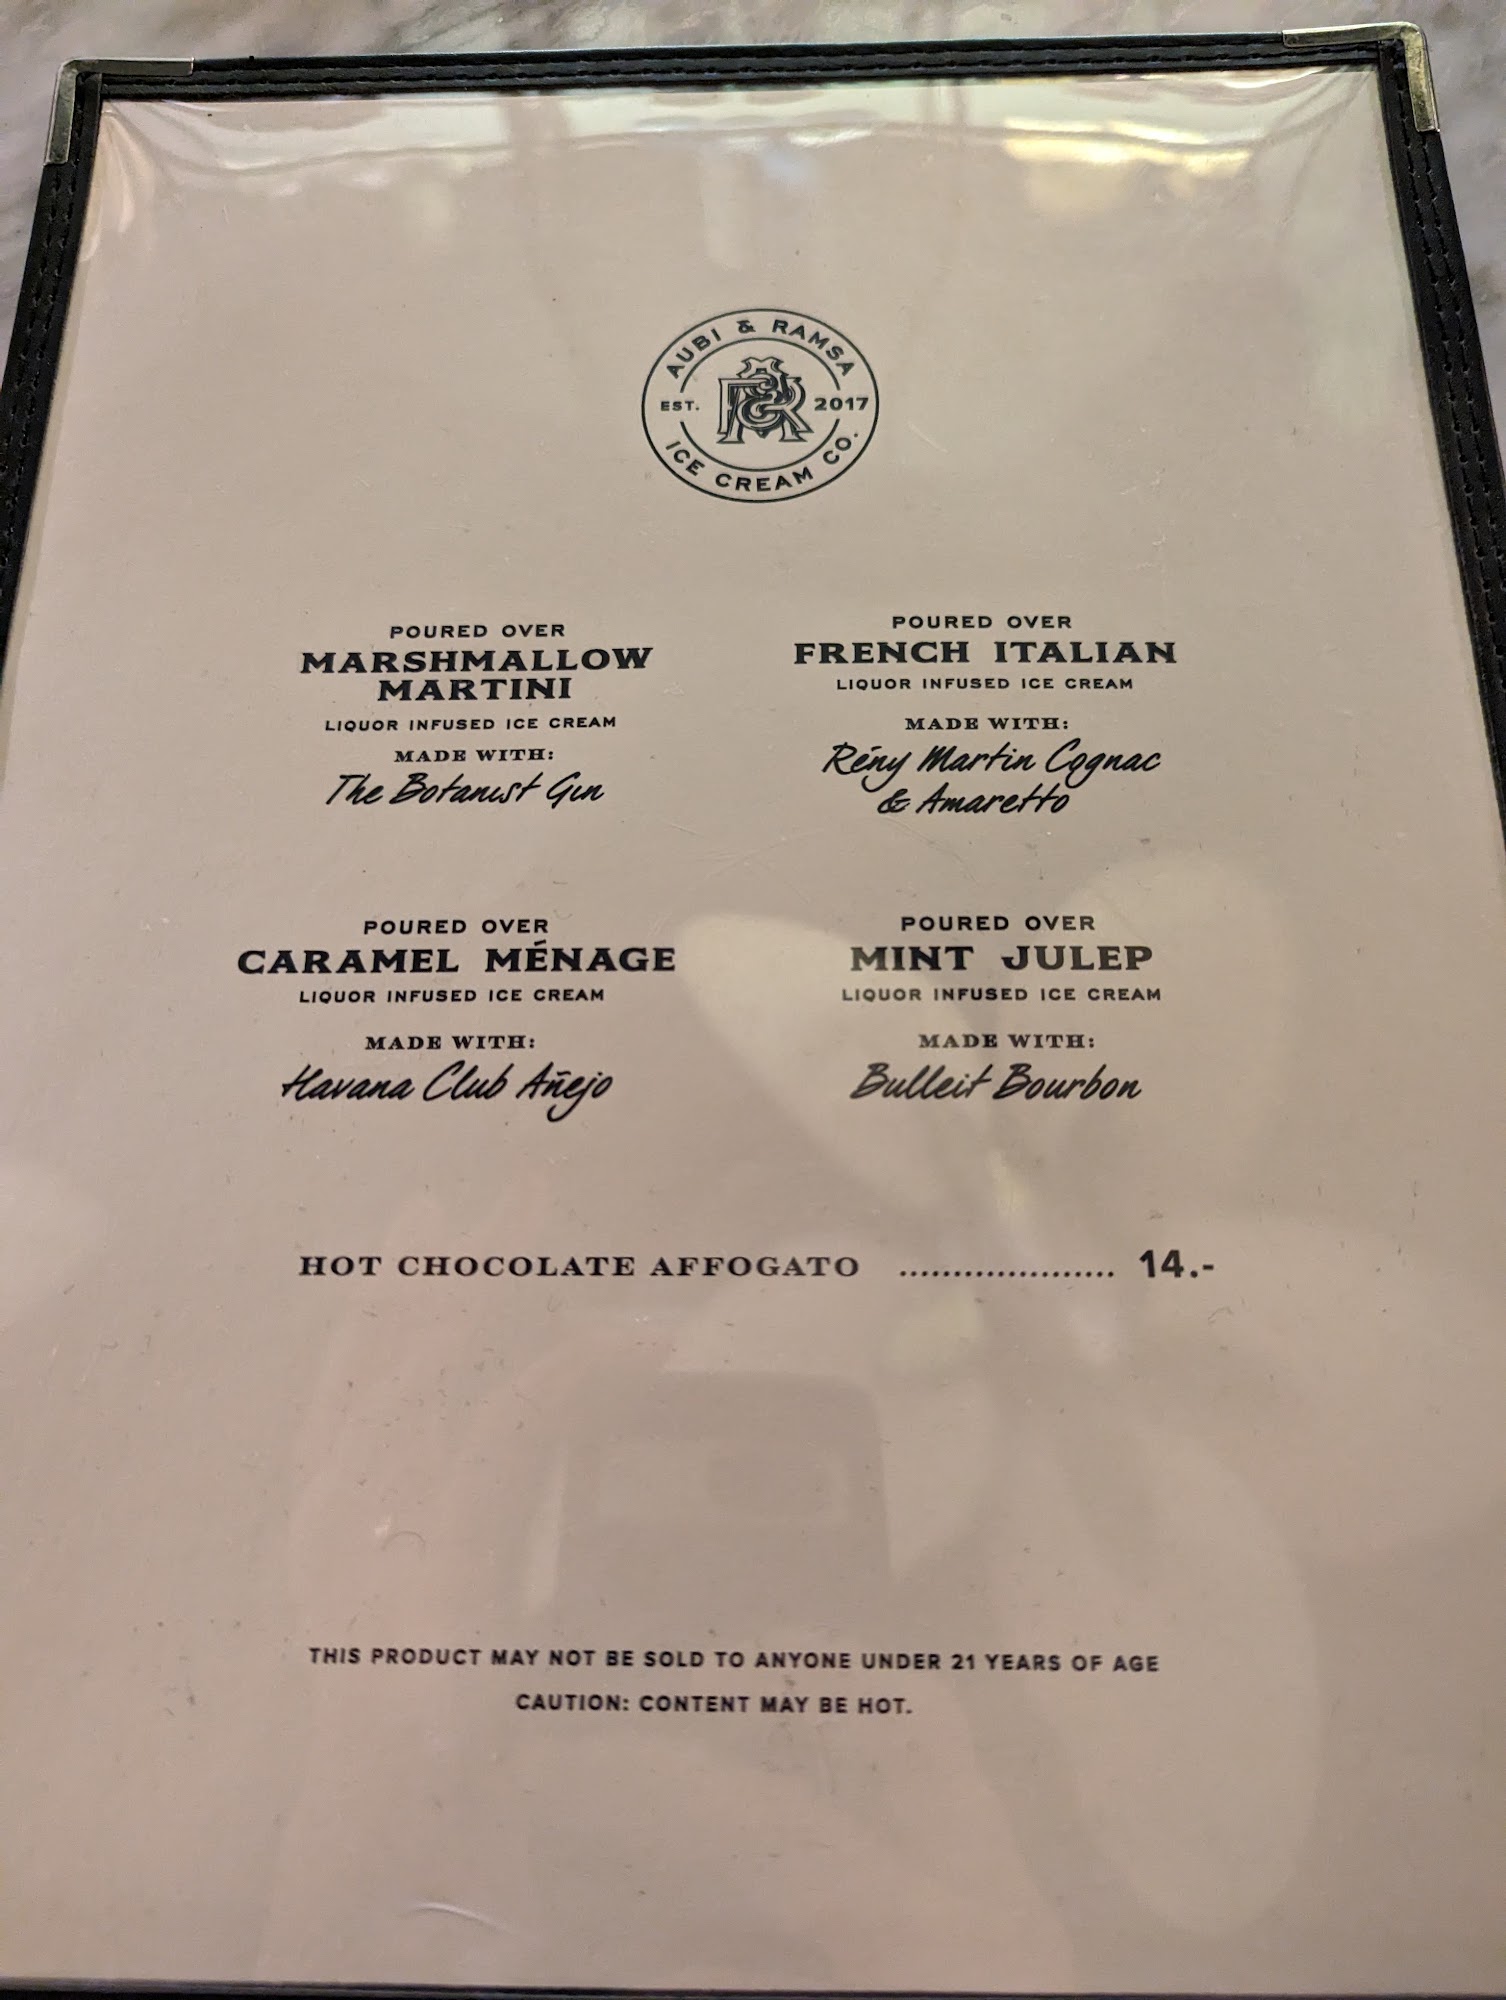 AUBI & RAMSA
EST. A&R 2017
ICE CREAM CO.
POURED OVER
MARSHMALLOW
MARTINI
LIQUOR INFUSED ICE CREAM
MADE WITH:
The Botanist Gin
POURED OVER
FRENCH ITALIAN
LIQUOR INFUSED ICE CREAM
MADE WITH:
Rény Martin Cognac
& Amaretto
POURED OVER
CARAMEL MÉNAGE
LIQUOR INFUSED ICE CREAM
MADE WITH:
Havana Club Añejo
POURED OVER
MINT JULEP
LIQUOR INFUSED ICE CREAM
MADE WITH:
Bulleit Bourbon
HOT CHOCOLATE AFFOGATO ..................... 14.-
THIS PRODUCT MAY NOT BE SOLD TO ANYONE UNDER 21 YEARS OF AGE
CAUTION: CONTENT MAY BE HOT.